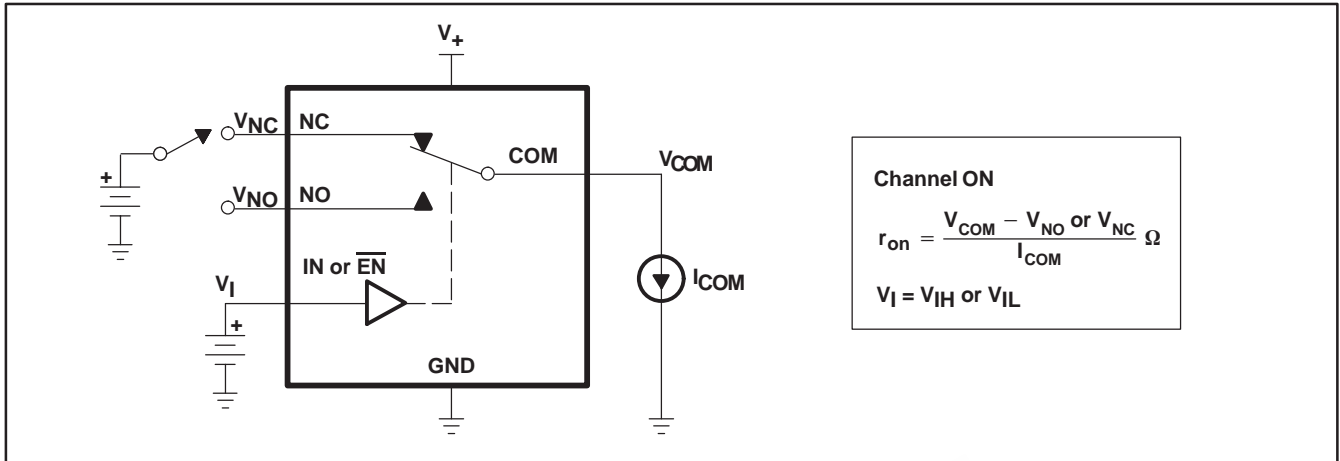 V+
VNC NC
COM
VCOM
VNO NO
IN or EN
VI
ICOM
GND
+
+
Channel ON
ron = VCOM – VNO or VNC / ICOM Ω
VI = VIH or VIL